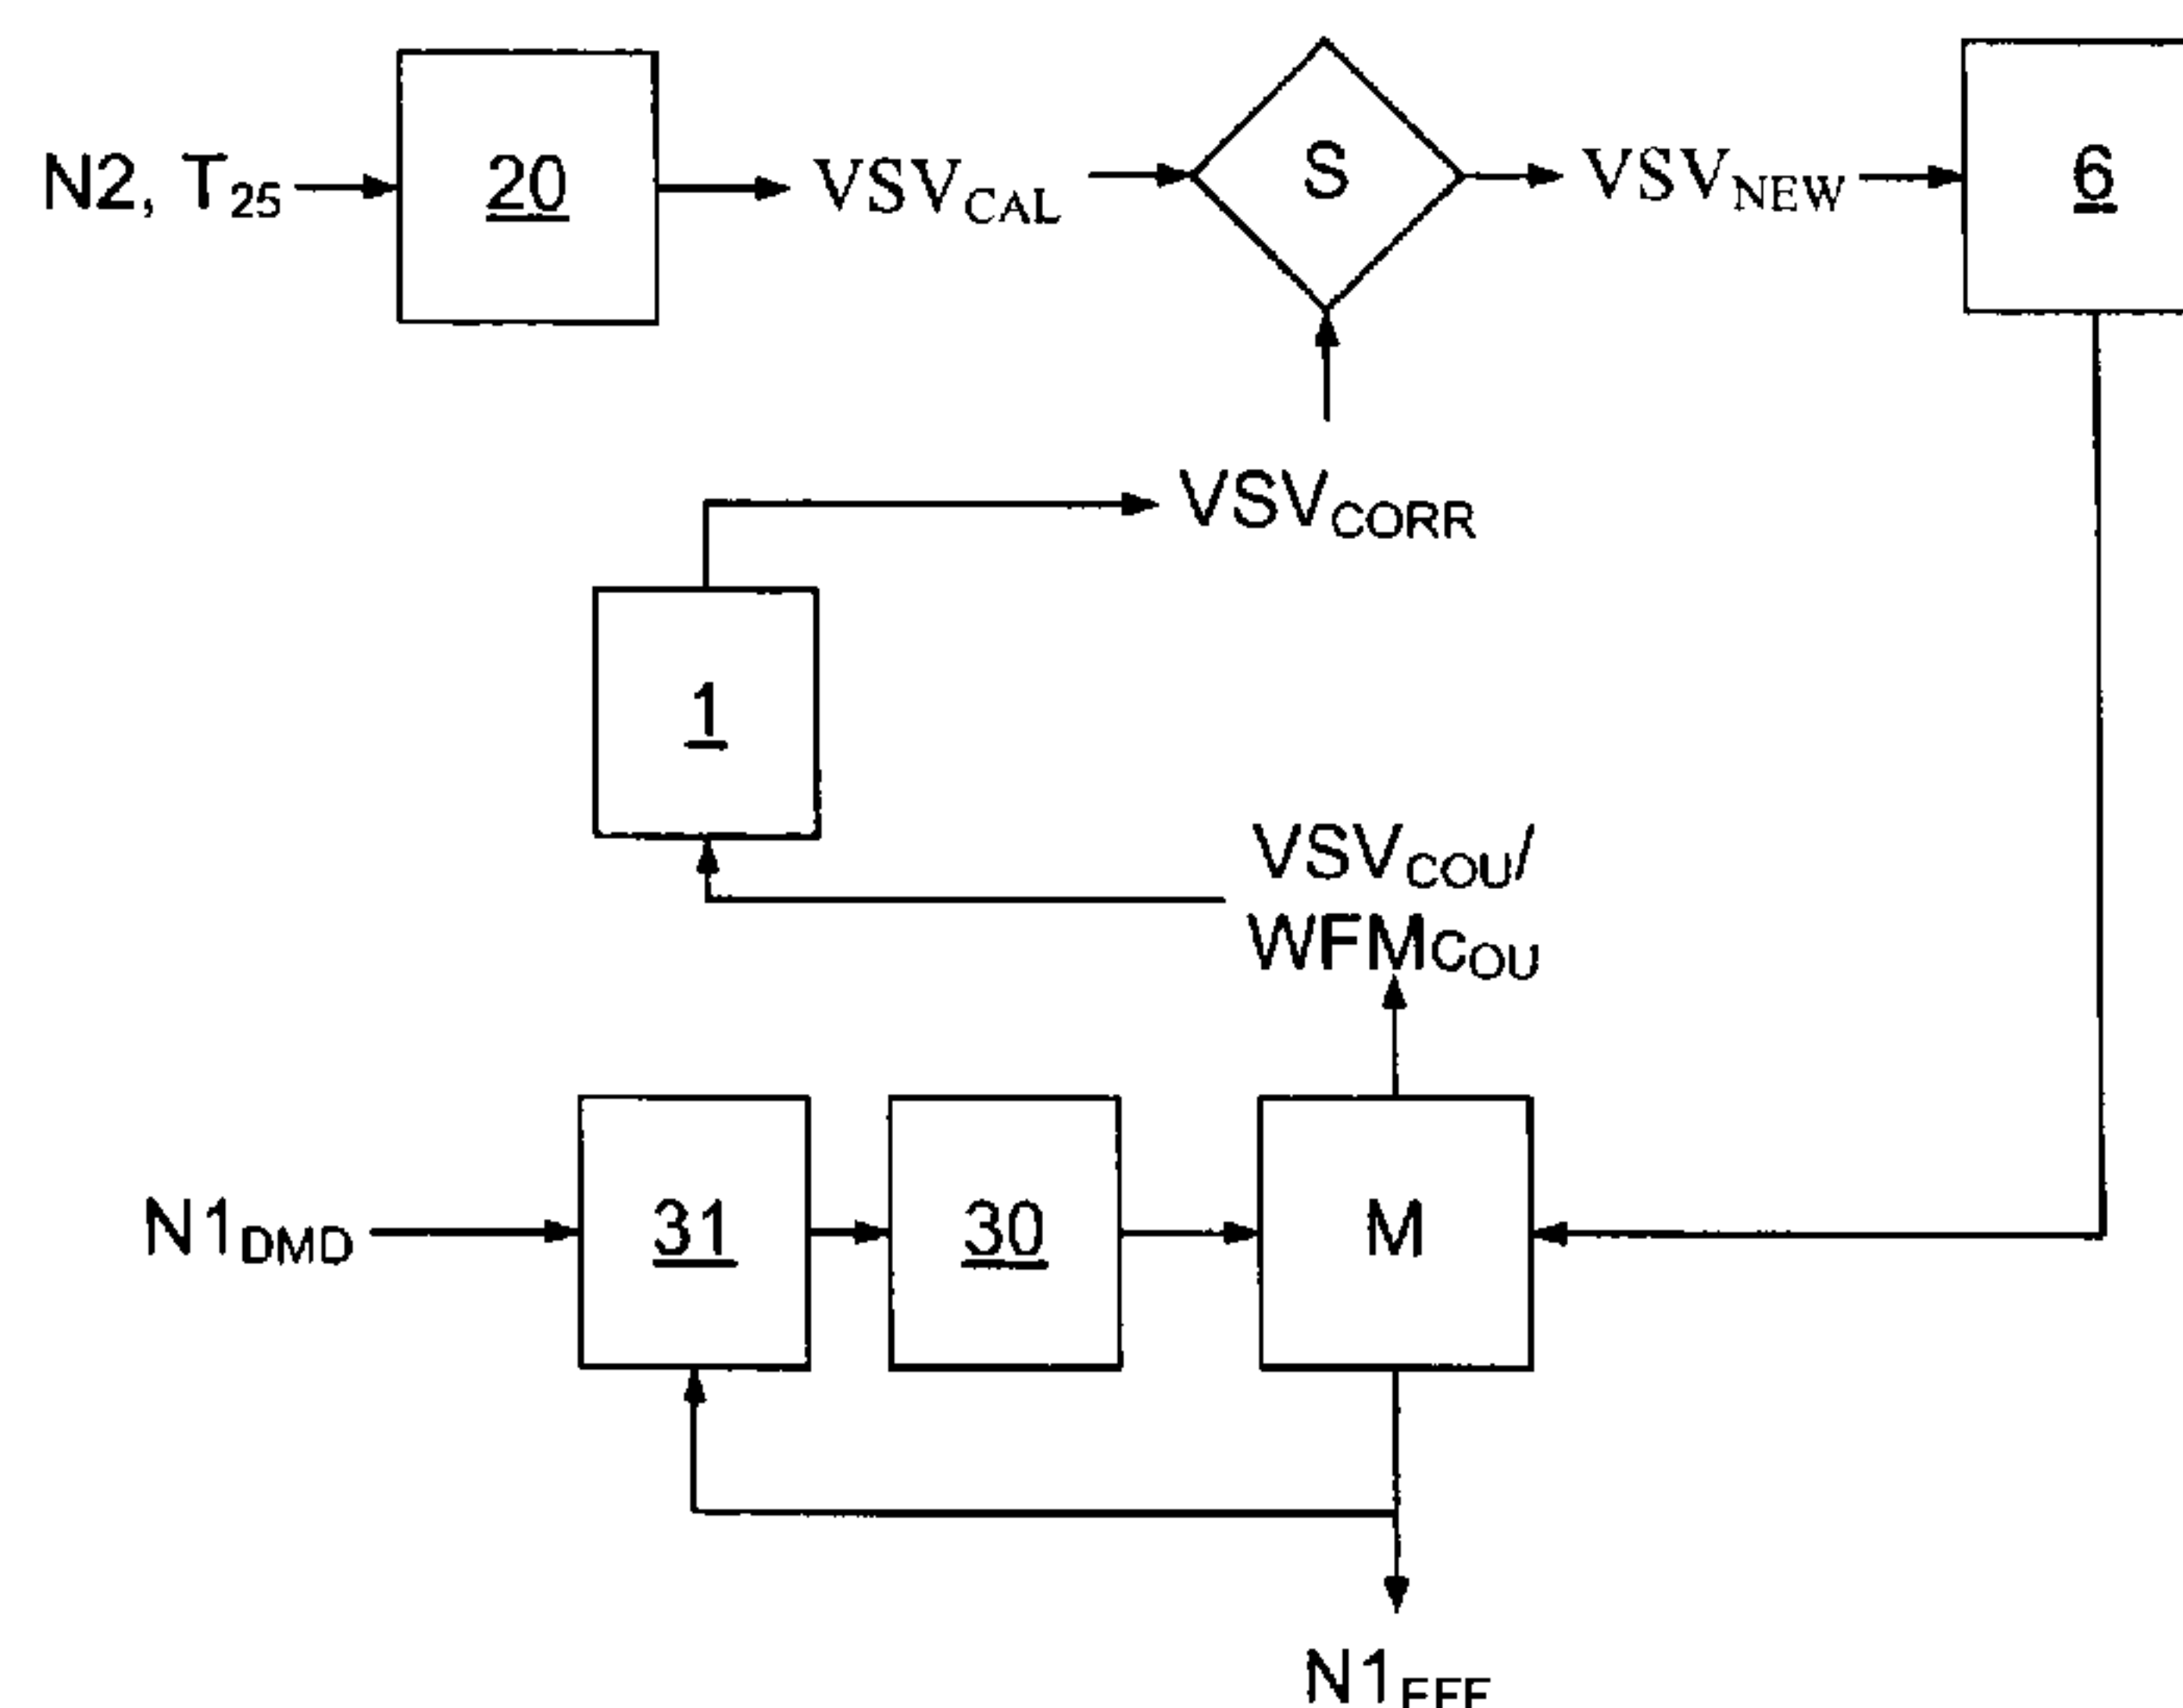 N2, T25
20
VSVCAL
S
VSVNEW
6
VSVCORR
1
VSVCOU/
WFMCOU
N1DMD
31
30
M
N1EFF